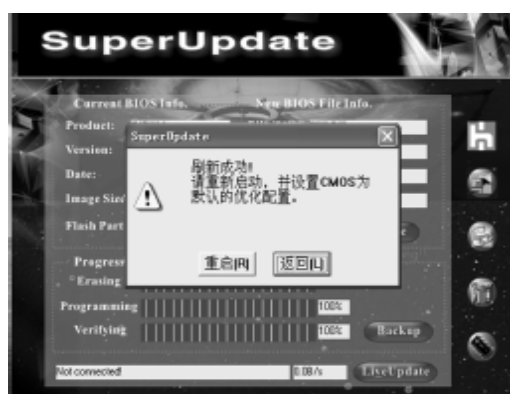 SuperUpdate
Current BIOS Info. New BIOS File Info.
Product:
Version:
Date:
Image Size
Flash Part
SuperUpdate
刷新成功!
请重新启动，并设置CMOS为
默认的优化配置。
重启(R) 返回(L)
Progress
Erasing
Programming 100%
Verifying 100% Backup
Not connected! 0.0B/s LiveUpdate